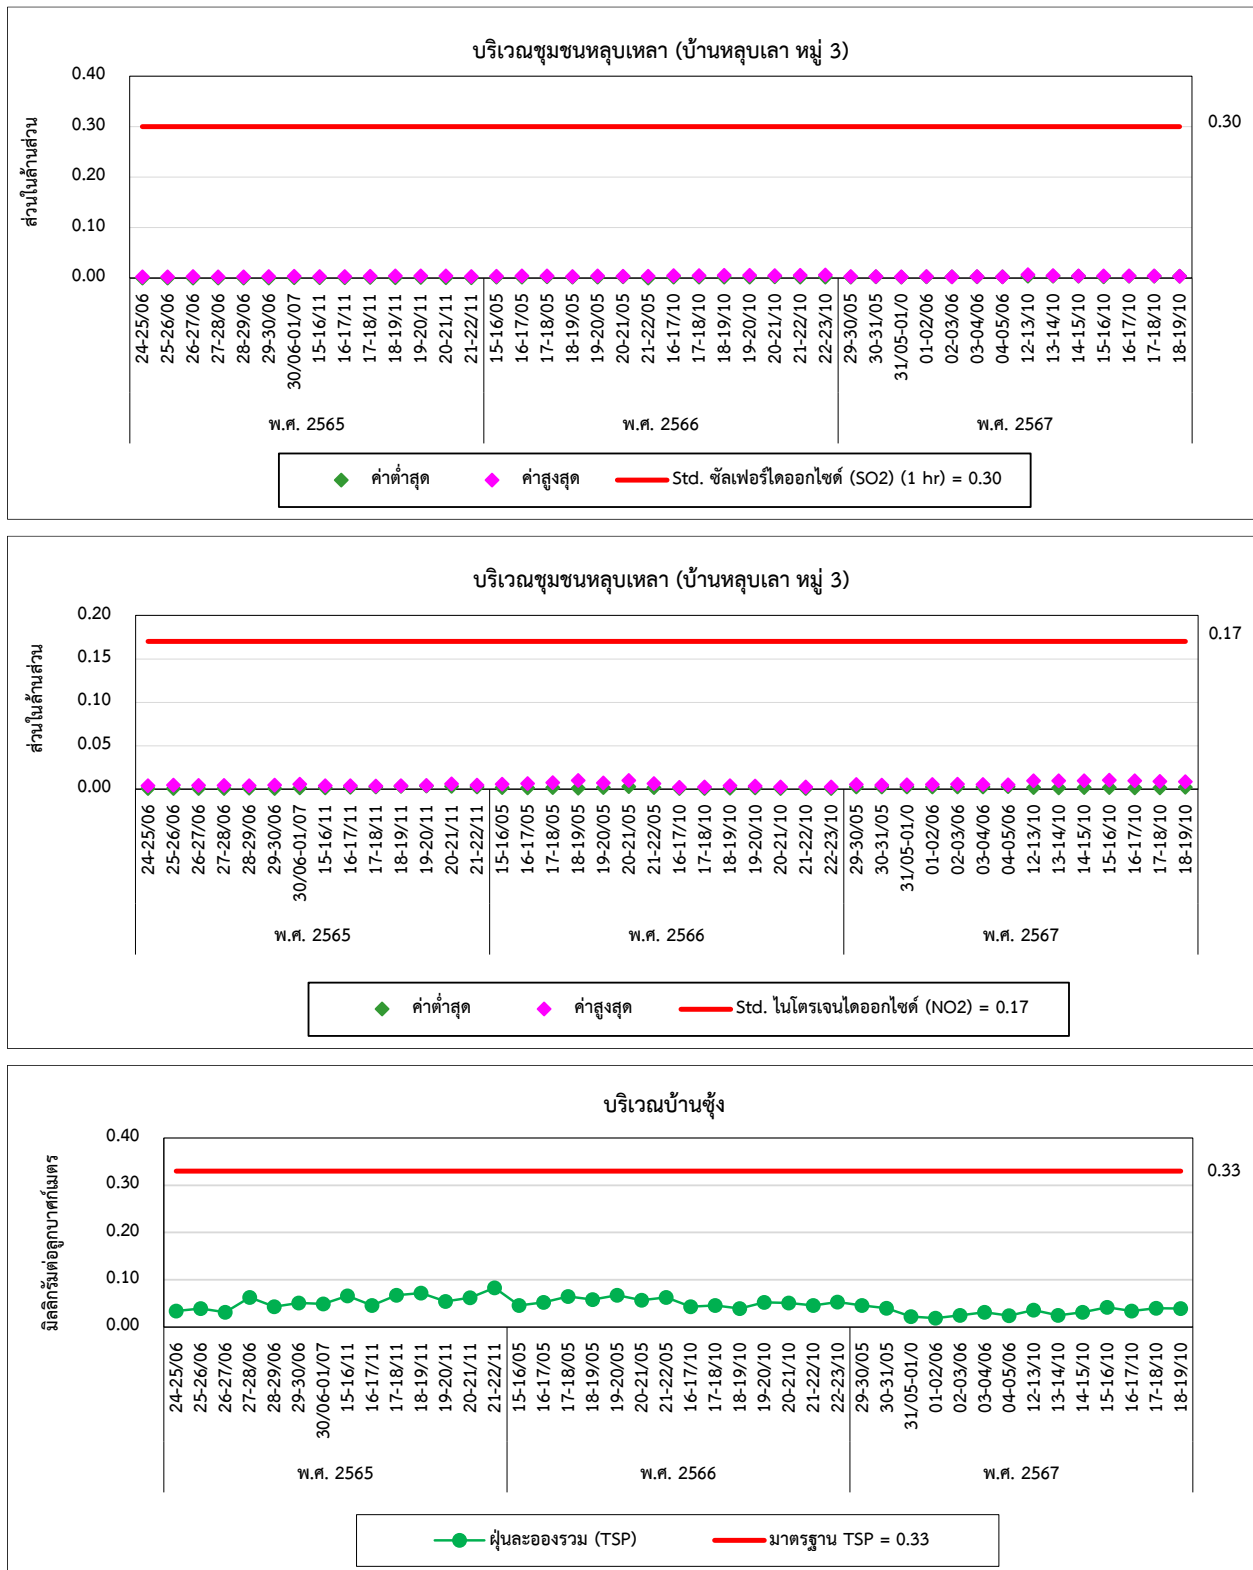 บริเวณชุมชนหลุบเหลา (บ้านหลุบเลา หมู่ 3)
ส่วนในล้านส่วน
0.40
0.30
0.20
0.10
0.00
0.30
24-25/06 25-26/06 26-27/06 27-28/06 28-29/06 29-30/06 30/06-01/07 15-16/11 16-17/11 17-18/11 18-19/11 19-20/11 20-21/11 21-22/11 15-16/05 16-17/05 17-18/05 18-19/05 19-20/05 20-21/05 21-22/05 16-17/10 17-18/10 18-19/10 19-20/10 20-21/10 21-22/10 22-23/10 29-30/05 30-31/05 31/05-01/0 01-02/06 02-03/06 03-04/06 04-05/06 12-13/10 13-14/10 14-15/10 15-16/10 16-17/10 17-18/10 18-19/10
พ.ศ. 2565 พ.ศ. 2566 พ.ศ. 2567
ค่าต่ำสุด ค่าสูงสุด Std. ซัลเฟอร์ไดออกไซด์ (SO2) (1 hr) = 0.30
บริเวณชุมชนหลุบเหลา (บ้านหลุบเลา หมู่ 3)
ส่วนในล้านส่วน
0.20
0.15
0.10
0.05
0.00
0.17
24-25/06 25-26/06 26-27/06 27-28/06 28-29/06 29-30/06 30/06-01/07 15-16/11 16-17/11 17-18/11 18-19/11 19-20/11 20-21/11 21-22/11 15-16/05 16-17/05 17-18/05 18-19/05 19-20/05 20-21/05 21-22/05 16-17/10 17-18/10 18-19/10 19-20/10 20-21/10 21-22/10 22-23/10 29-30/05 30-31/05 31/05-01/0 01-02/06 02-03/06 03-04/06 04-05/06 12-13/10 13-14/10 14-15/10 15-16/10 16-17/10 17-18/10 18-19/10
พ.ศ. 2565 พ.ศ. 2566 พ.ศ. 2567
ค่าต่ำสุด ค่าสูงสุด Std. ไนโตรเจนไดออกไซด์ (NO2) = 0.17
บริเวณบ้านซุ้ง
มิลลิกรัมต่อลูกบาศก์เมตร
0.40
0.30
0.20
0.10
0.00
0.33
24-25/06 25-26/06 26-27/06 27-28/06 28-29/06 29-30/06 30/06-01/07 15-16/11 16-17/11 17-18/11 18-19/11 19-20/11 20-21/11 21-22/11 15-16/05 16-17/05 17-18/05 18-19/05 19-20/05 20-21/05 21-22/05 16-17/10 17-18/10 18-19/10 19-20/10 20-21/10 21-22/10 22-23/10 29-30/05 30-31/05 31/05-01/0 01-02/06 02-03/06 03-04/06 04-05/06 12-13/10 13-14/10 14-15/10 15-16/10 16-17/10 17-18/10 18-19/10
พ.ศ. 2565 พ.ศ. 2566 พ.ศ. 2567
ฝุ่นละอองรวม (TSP) มาตรฐาน TSP = 0.33